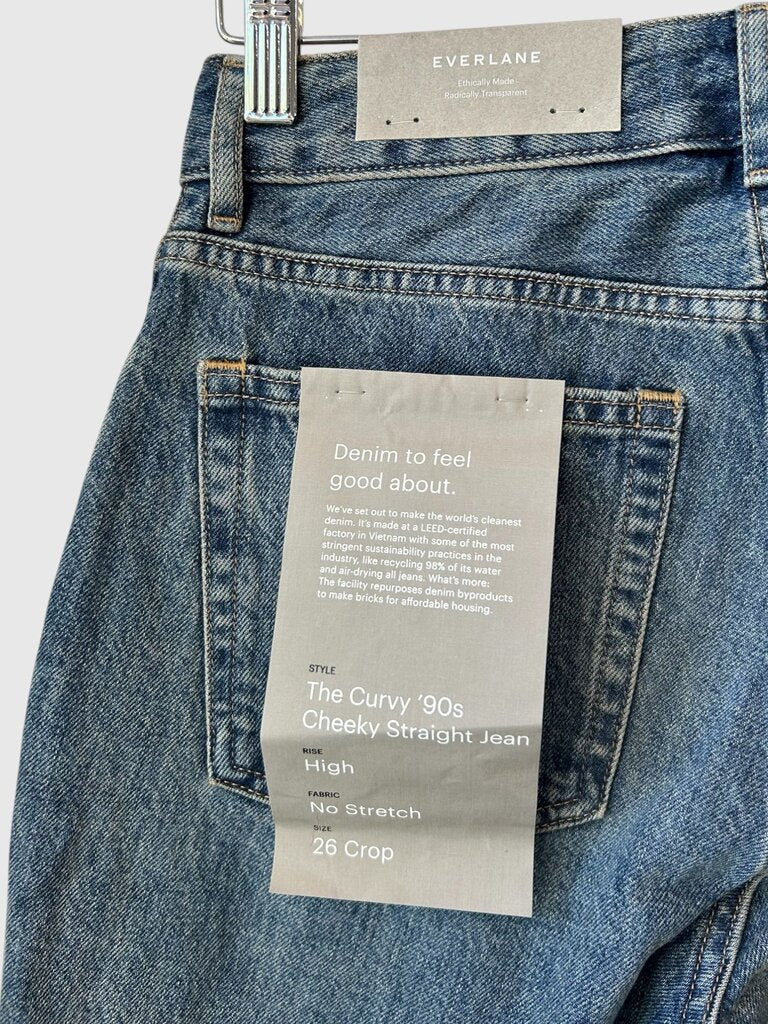 EVERLANE
Ethically Made
Radically Transparent
Denim to feel
good about.
We've set out to make the world's cleanest
denim. It's made at a LEED-certified
factory in Vietnam with some of the most
stringent sustainability practices in the
industry, like recycling 98% of its water
and air-drying all jeans. What's more:
The facility repurposes denim byproducts
to make bricks for affordable housing.
STYLE
The Curvy '90s
Cheeky Straight Jean
RISE
High
FABRIC
No Stretch
SIZE
26 Crop